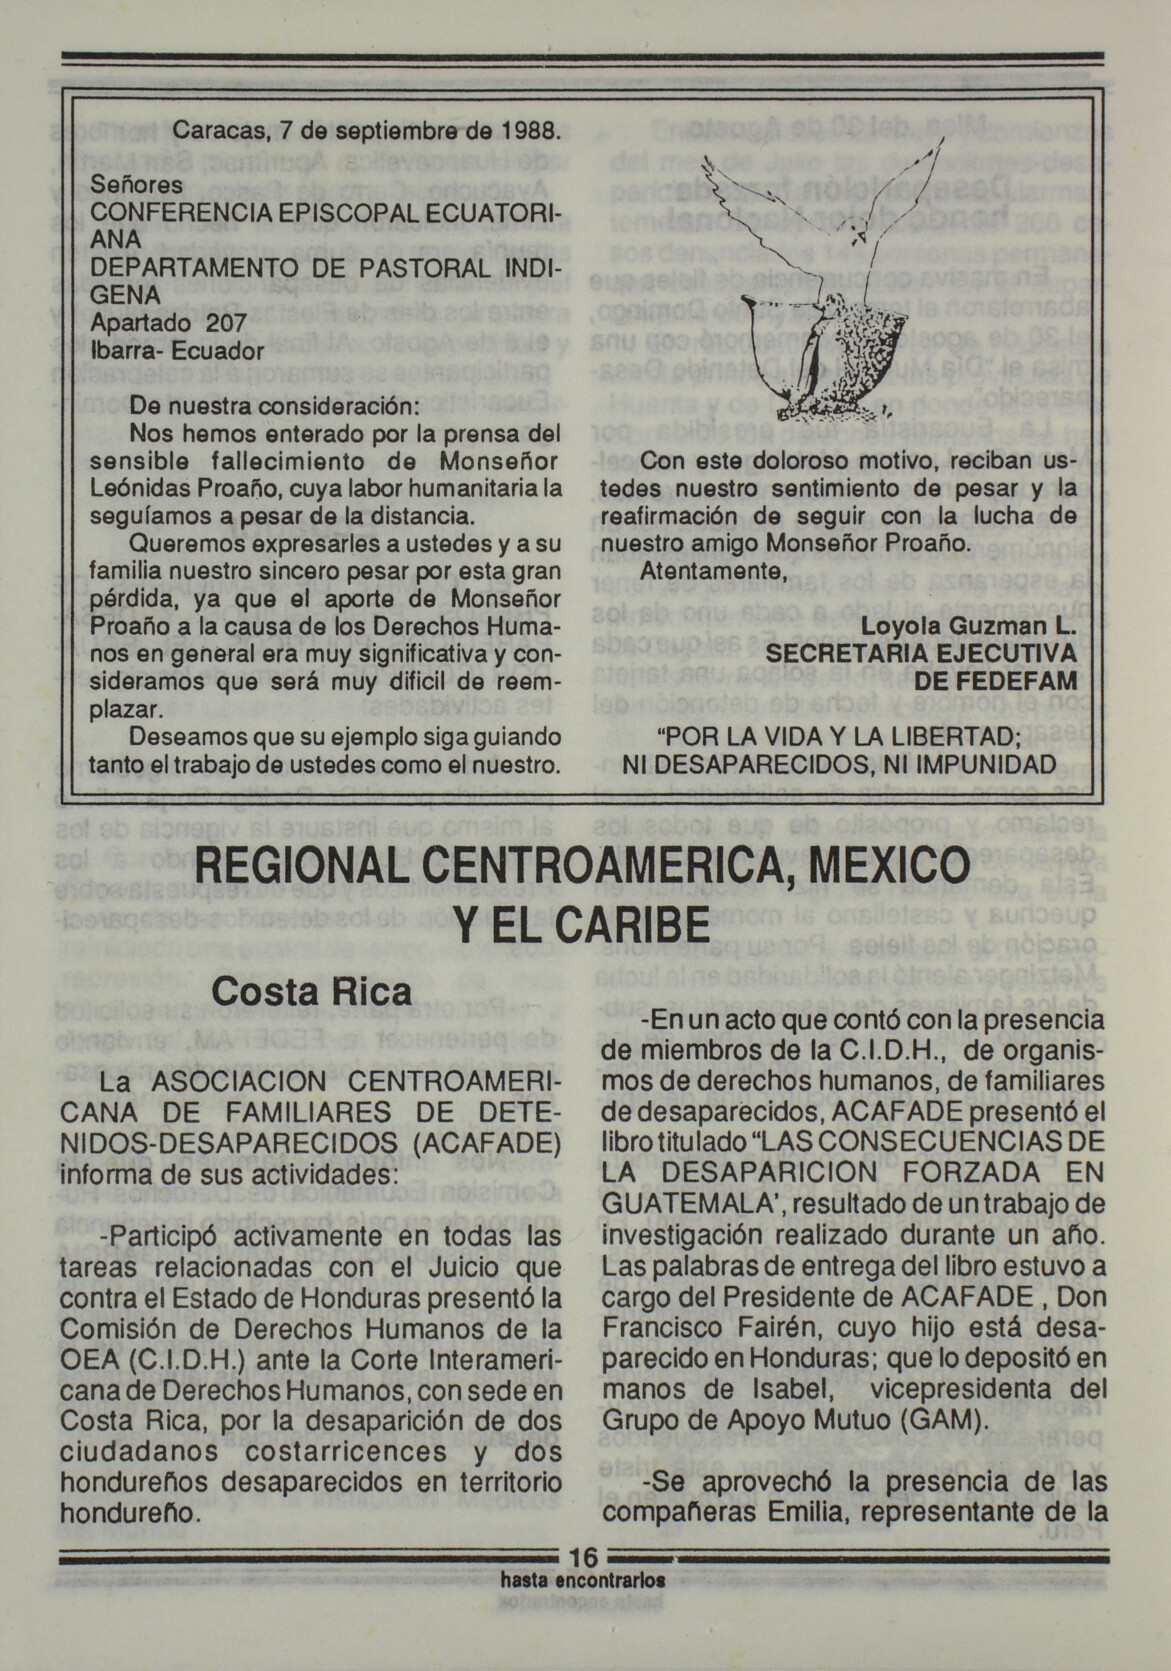 Caracas, 7 de septiembre de 1988.
Señores
CONFERENCIA EPISCOPAL ECUATORI-
ANA
DEPARTAMENTO DE PASTORAL INDI-
GENA
Apartado 207
Ibarra- Ecuador
De nuestra consideración:
Nos hemos enterado por la prensa del
sensible fallecimiento de Monseñor
Leónidas Proaño, cuya labor humanitaria la
seguíamos a pesar de la distancia.
Queremos expresarles a ustedes y a su
familia nuestro sincero pesar por esta gran
pérdida, ya que el aporte de Monseñor
Proaño a la causa de los Derechos Huma-
nos en general era muy significativa y con-
sideramos que será muy dificil de reem-
plazar.
Deseamos que su ejemplo siga guiando
tanto el trabajo de ustedes como el nuestro.
Con este doloroso motivo, reciban us-
tedes nuestro sentimiento de pesar y la
reafirmación de seguir con la lucha de
nuestro amigo Monseñor Proaño.
Atentamente,
Loyola Guzman L.
SECRETARIA EJECUTIVA
DE FEDEFAM
“POR LA VIDA Y LA LIBERTAD;
NI DESAPARECIDOS, NI IMPUNIDAD
REGIONAL CENTROAMERICA, MEXICO
Y EL CARIBE
Costa Rica
La ASOCIACION CENTROAMERI-
CANA DE FAMILIARES DE DETE-
NIDOS-DESAPARECIDOS (ACAFADE)
informa de sus actividades:
-Participó activamente en todas las
tareas relacionadas con el Juicio que
contra el Estado de Honduras presentó la
Comisión de Derechos Humanos de la
OEA (C.I.D.H.) ante la Corte Interameri-
cana de Derechos Humanos, con sede en
Costa Rica, por la desaparición de dos
ciudadanos costarricences y dos
hondureños desaparecidos en territorio
hondureño.
-En un acto que contó con la presencia
de miembros de la C.I.D.H., de organis-
mos de derechos humanos, de familiares
de desaparecidos, ACAFADE presentó el
libro titulado “LAS CONSECUENCIAS DE
LA DESAPARICION FORZADA EN
GUATEMALA’, resultado de un trabajo de
investigación realizado durante un año.
Las palabras de entrega del libro estuvo a
cargo del Presidente de ACAFADE , Don
Francisco Fairén, cuyo hijo está desa-
parecido en Honduras; que lo depositó en
manos de Isabel, vicepresidenta del
Grupo de Apoyo Mutuo (GAM).
-Se aprovechó la presencia de las
compañeras Emilia, representante de la
16
hasta encontrarlos